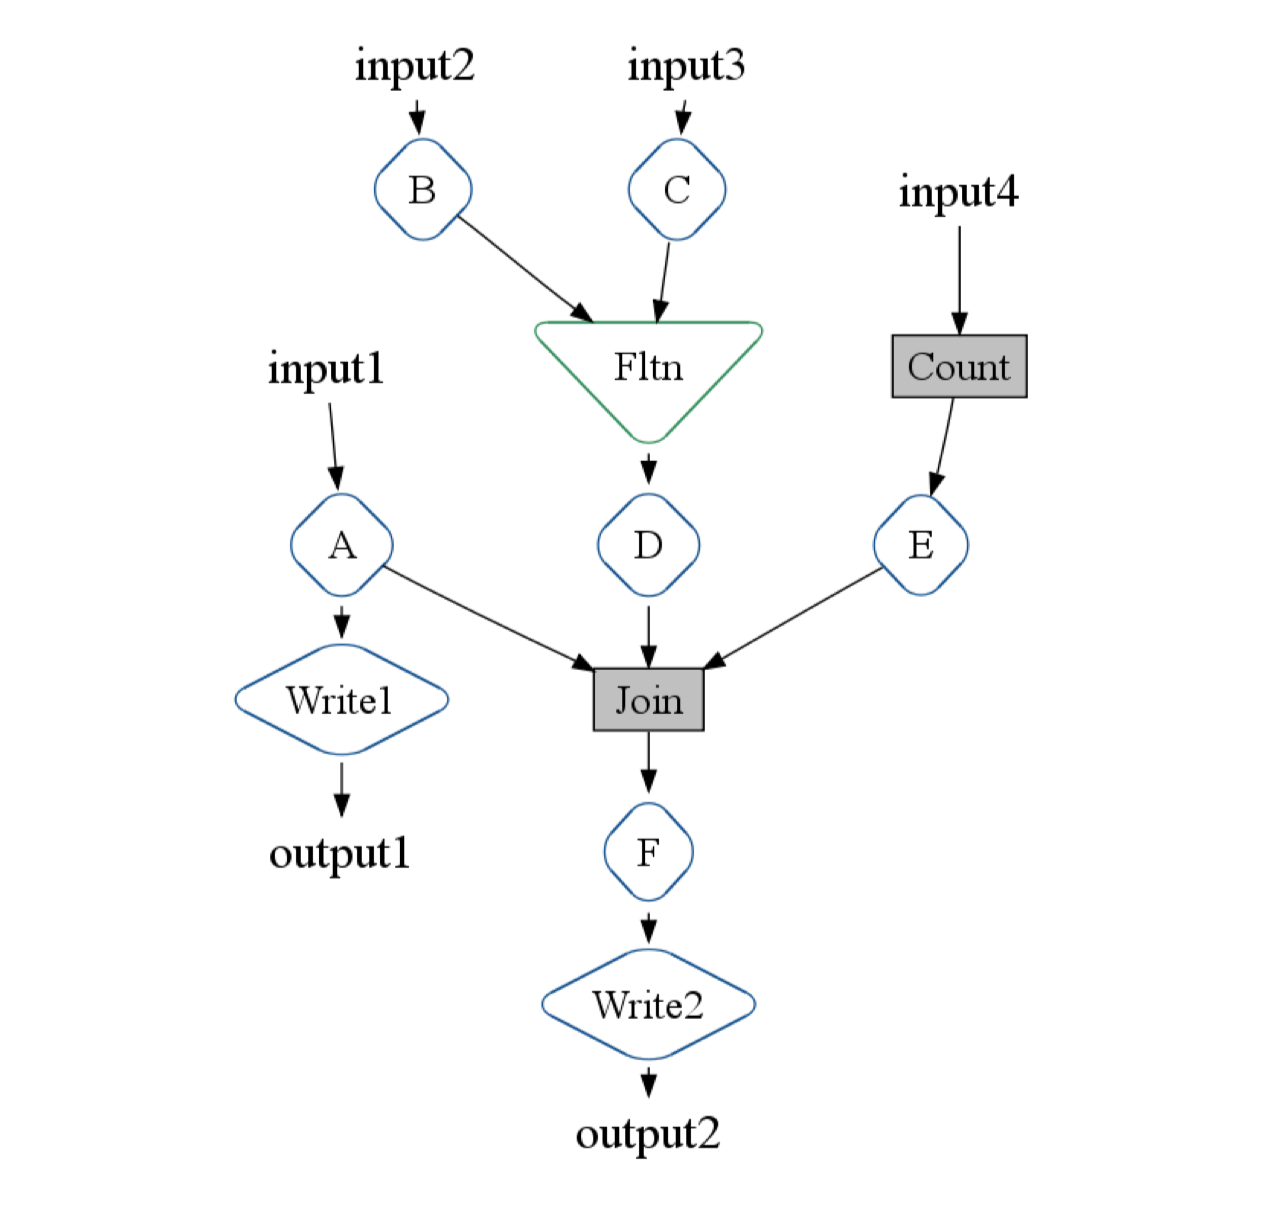 input2
input3
B
C
input4
input1
Fltn
Count
A
D
E
Write1
Join
output1
F
Write2
output2